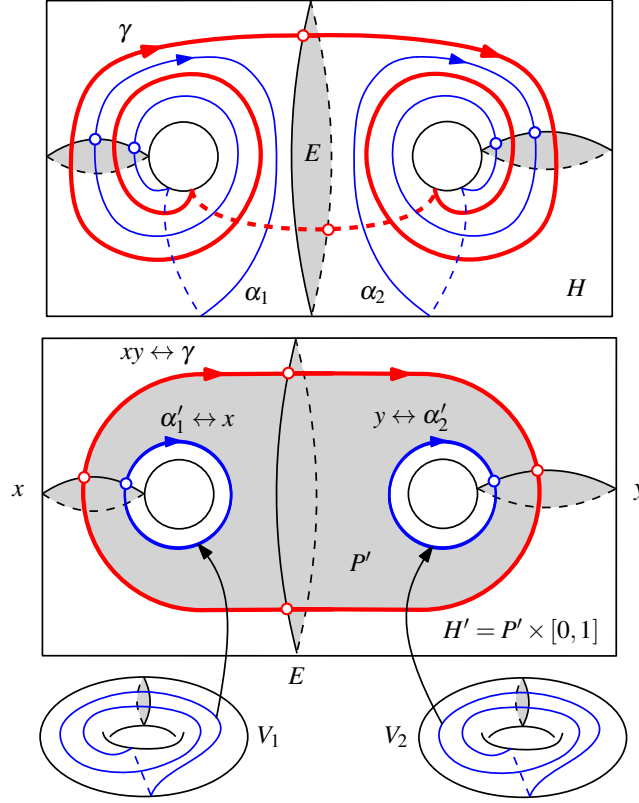 γ
E
α₁
α₂
H
xy ↔ γ
α′₁ ↔ x
y ↔ α′₂
x
y
P′
H′ = P′ × [0, 1]
E
V₁
V₂